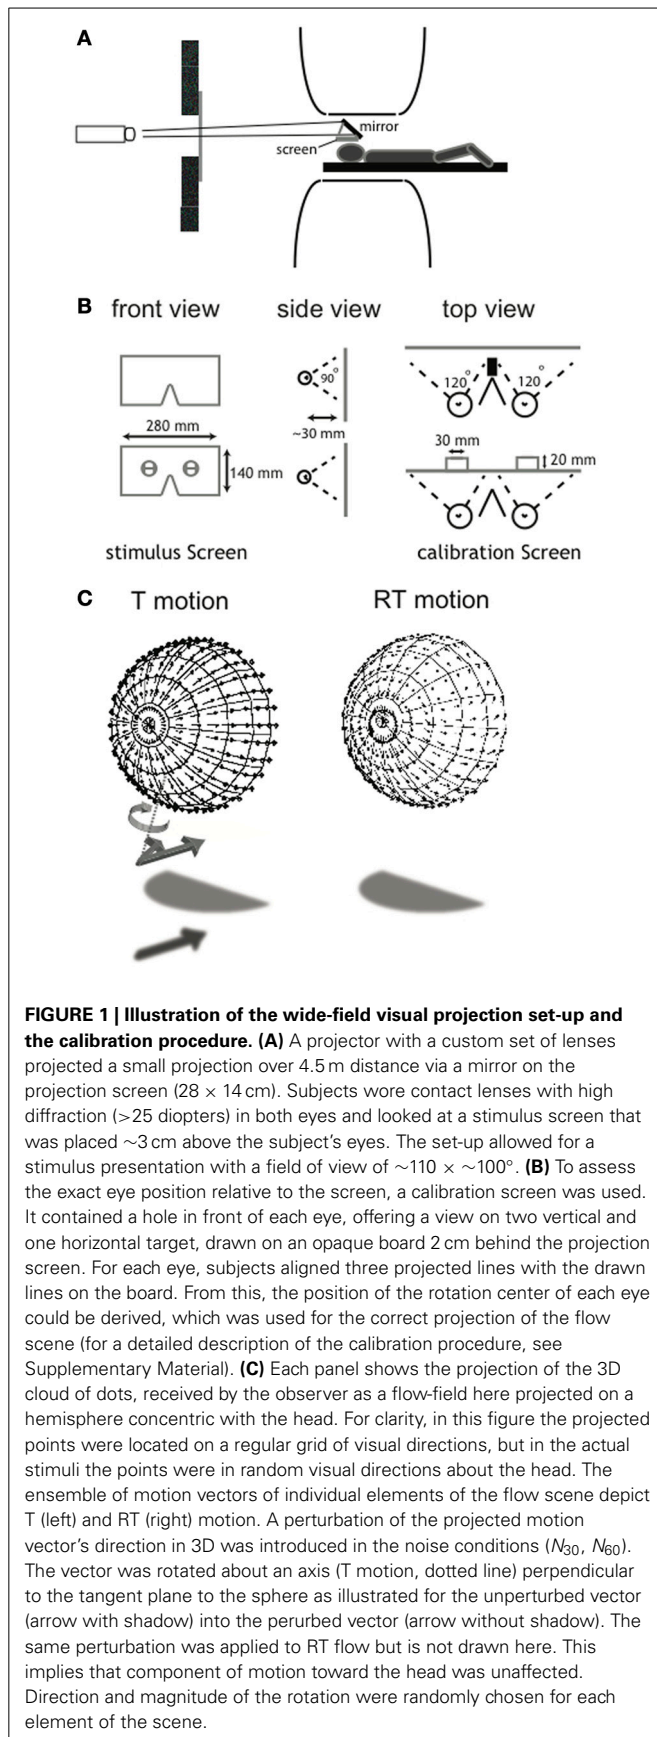 A
mirror
screen
B
front view side view top view
90°
120° 120°
280 mm
~30 mm
30 mm
140 mm
20 mm
stimulus Screen
calibration Screen
C
T motion RT motion
FIGURE 1 | Illustration of the wide-field visual projection set-up and
the calibration procedure. (A) A projector with a custom set of lenses
projected a small projection over 4.5 m distance via a mirror on the
projection screen (28 × 14 cm). Subjects wore contact lenses with high
diffraction (>25 diopters) in both eyes and looked at a stimulus screen that
was placed ~3 cm above the subject's eyes. The set-up allowed for a
stimulus presentation with a field of view of ~110 × ~100°. (B) To assess
the exact eye position relative to the screen, a calibration screen was used.
It contained a hole in front of each eye, offering a view on two vertical and
one horizontal target, drawn on an opaque board 2 cm behind the projection
screen. For each eye, subjects aligned three projected lines with the drawn
lines on the board. From this, the position of the rotation center of each eye
could be derived, which was used for the correct projection of the flow
scene (for a detailed description of the calibration procedure, see
Supplementary Material). (C) Each panel shows the projection of the 3D
cloud of dots, received by the observer as a flow-field here projected on a
hemisphere concentric with the head. For clarity, in this figure the projected
points were located on a regular grid of visual directions, but in the actual
stimuli the points were in random visual directions about the head. The
ensemble of motion vectors of individual elements of the flow scene depict
T (left) and RT (right) motion. A perturbation of the projected motion
vector's direction in 3D was introduced in the noise conditions (N30, N60).
The vector was rotated about an axis (T motion, dotted line) perpendicular
to the tangent plane to the sphere as illustrated for the unperturbed vector
(arrow with shadow) into the perurbed vector (arrow without shadow). The
same perturbation was applied to RT flow but is not drawn here. This
implies that component of motion toward the head was unaffected.
Direction and magnitude of the rotation were randomly chosen for each
element of the scene.